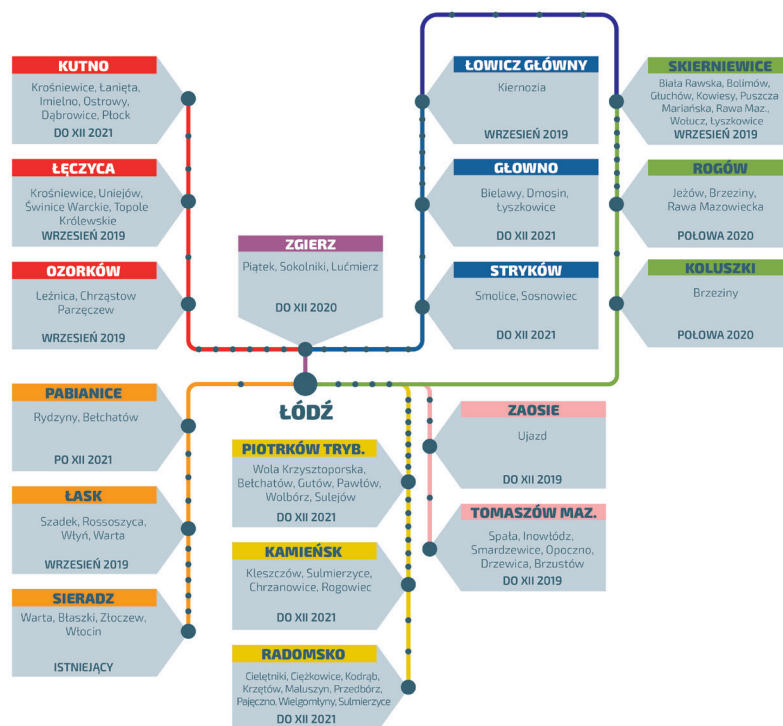 KUTNO
Krośniewice, Łanięta,
Imielno, Ostrowy,
Dąbrowice, Płock
DO XII 2021
ŁĘCZYCA
Krośniewice, Uniejów,
Świnice Warckie, Topole
Królewskie
WRZESIEŃ 2019
OZORKÓW
Leźnica, Chrząstow
Parzęczew
WRZESIEŃ 2019
ZGIERZ
Piątek, Sokolniki, Lućmierz
DO XII 2020
ŁOWICZ GŁÓWNY
Kiernozia
WRZESIEŃ 2019
GŁOWNO
Bielawy, Dmosin,
Łyszkowice
DO XII 2021
STRYKÓW
Smolice, Sosnowiec
DO XII 2021
SKIERNIEWICE
Biała Rawska, Bolimów,
Głuchów, Kowiesy, Puszcza
Mariańska, Rawa Maz.,
Wołucz, Łyszkowice
WRZESIEŃ 2019
ROGÓW
Jeżów, Brzeziny,
Rawa Mazowiecka
POŁOWA 2020
KOLUSZKI
Brzeziny
POŁOWA 2020
ŁÓDŹ
PABIANICE
Rydzyny, Bełchatów
PO XII 2021
ŁASK
Szadek, Rossoszyca,
Włyń, Warta
WRZESIEŃ 2019
SIERADZ
Warta, Błaszki, Złoczew,
Włocin
ISTNIEJĄCY
PIOTRKÓW TRYB.
Wola Krzysztoporska,
Bełchatów, Gutów, Pawłów,
Wolbórz, Sulejów
DO XII 2021
KAMIEŃSK
Kleszczów, Sulmierzyce,
Chrzanowice, Rogowiec
DO XII 2021
RADOMSKO
Cielętniki, Ciężkowice, Kodrąb,
Krzętów, Maluszyn, Przedbórz,
Pajęczno, Wielgomłyny, Sulmierzyce
DO XII 2021
ZAOSIE
Ujazd
DO XII 2019
TOMASZÓW MAZ.
Spała, Inowłódz,
Smardzewice, Opoczno,
Drzewica, Brzustów
DO XII 2019